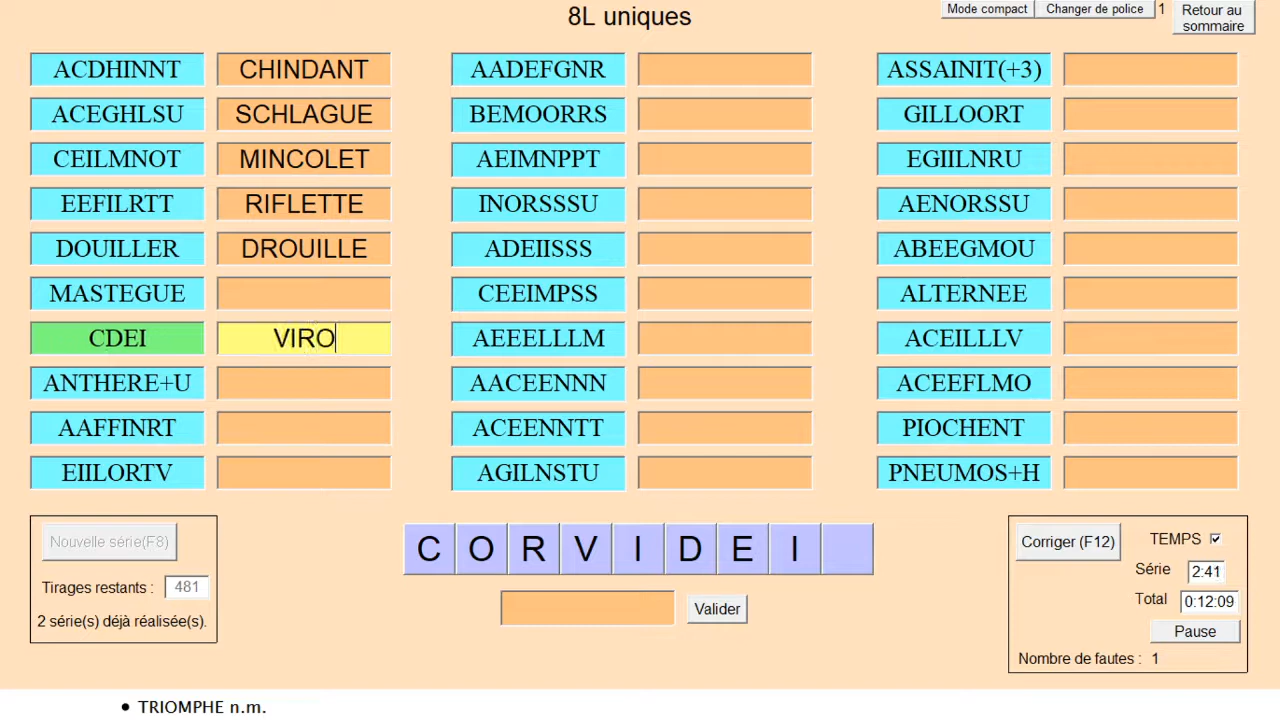 8L uniques
Mode compact Changer de police 1 Retour au sommaire
ACDHINNT CHINDANT AADEFGNR ASSAINIT(+3)
ACEGHLSU SCHLAGUE BEMOORRS GILLOORT
CEILMNOT MINCOLET AEIMNPPT EGIILNRU
EEFILRTT RIFLETTE INORSSSU AENORSSU
DOUILLER DROUILLE ADEIISSS ABEEGMOU
MASTEGUE CEEIMPSS ALTERNEE
CDEI VIRO AEEELLLM ACEILLLV
ANTHERE+U AACEENNN ACEEFLMO
AAFFINRT ACEENNTT PIOCHENT
EIIILORTV AGILNSTU PNEUMOS+H
Nouvelle série(F8)
Tirages restants : 481
2 série(s) déjà réalisée(s).
C O R V I D E I
Valider
Corriger (F12) TEMPS
Série 2:41
Total 0:12:09
Pause
Nombre de fautes : 1
• TRIOMPHE n.m.